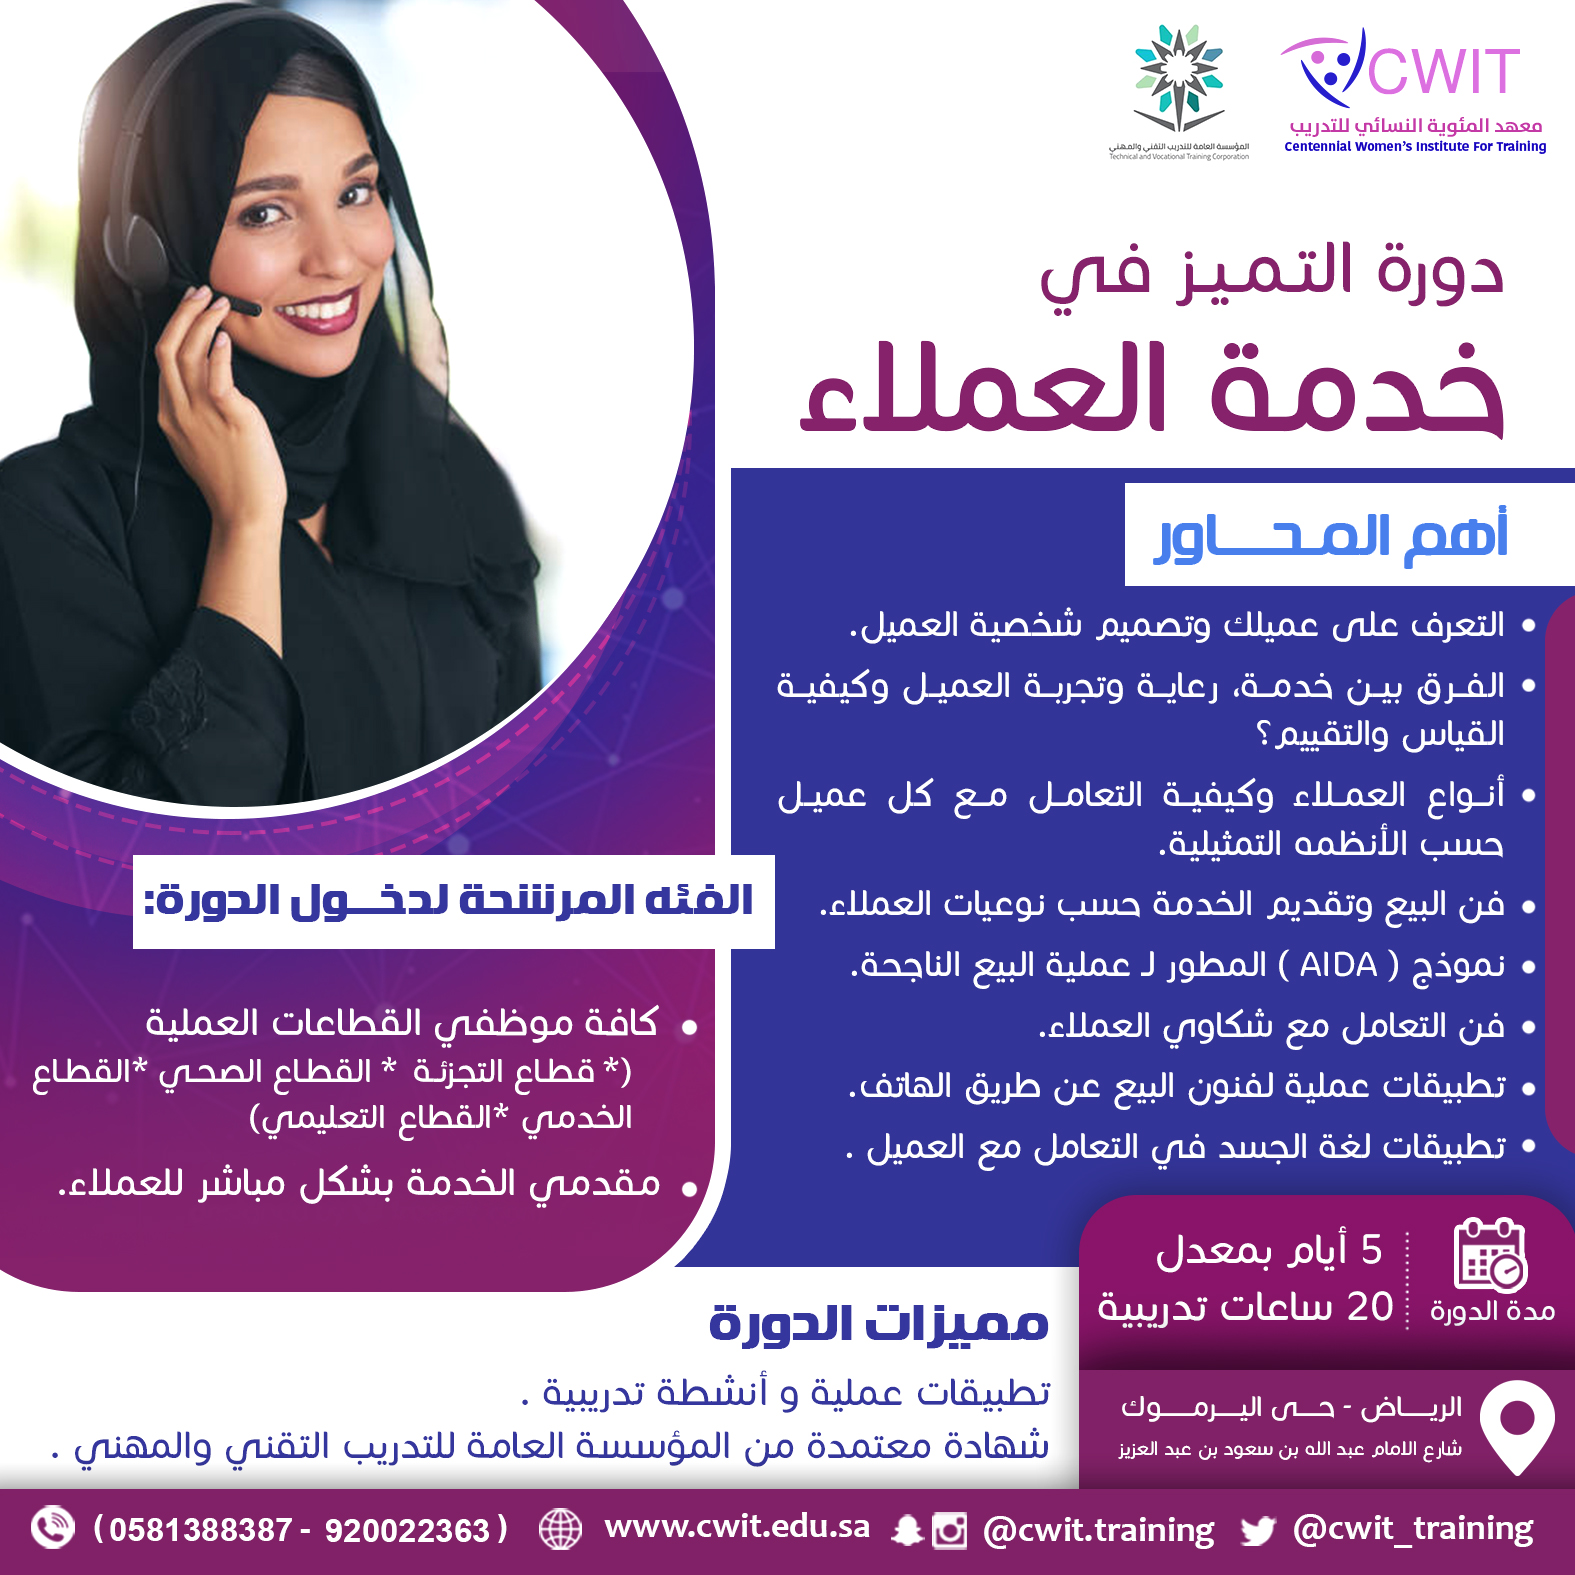 CWIT
معهد المئوية النسائي للتدريب
Centennial Women's Institute For Training
المؤسسة العامة للتدريب التقني والمهني
Technical and Vocational Training Corporation
دورة التميز في
خدمة العملاء
أهم المحـــاور
• التعرف على عميلك وتصميم شخصية العميل.
• الفرق بين خدمة، رعاية وتجربة العميل وكيفية
القياس والتقييم؟
• أنواع العملاء وكيفية التعامل مع كل عميل
حسب الأنظمه التمثيلية.
• فن البيع وتقديم الخدمة حسب نوعيات العملاء.
• نموذج ( AIDA ) المطور لـ عملية البيع الناجحة.
• فن التعامل مع شكاوي العملاء.
• تطبيقات عملية لفنون البيع عن طريق الهاتف.
• تطبيقات لغة الجسد في التعامل مع العميل .
الفئه المرشحة لدخـــول الدورة:
• كافة موظفي القطاعات العملية
(* قطاع التجزئة * القطاع الصحي *القطاع
الخدمي *القطاع التعليمي)
• مقدمي الخدمة بشكل مباشر للعملاء.
مدة الدورة
5 أيام بمعدل
20 ساعات تدريبية
الريـــاض - حـــى اليـــرمـــوك
شارع الامام عبد الله بن سعود بن عبد العزيز
مميزات الدورة
تطبيقات عملية و أنشطة تدريبية .
شهادة معتمدة من المؤسسة العامة للتدريب التقني والمهني .
( 0581388387 - 920022363 ) www.cwit.edu.sa @cwit.training @cwit_training